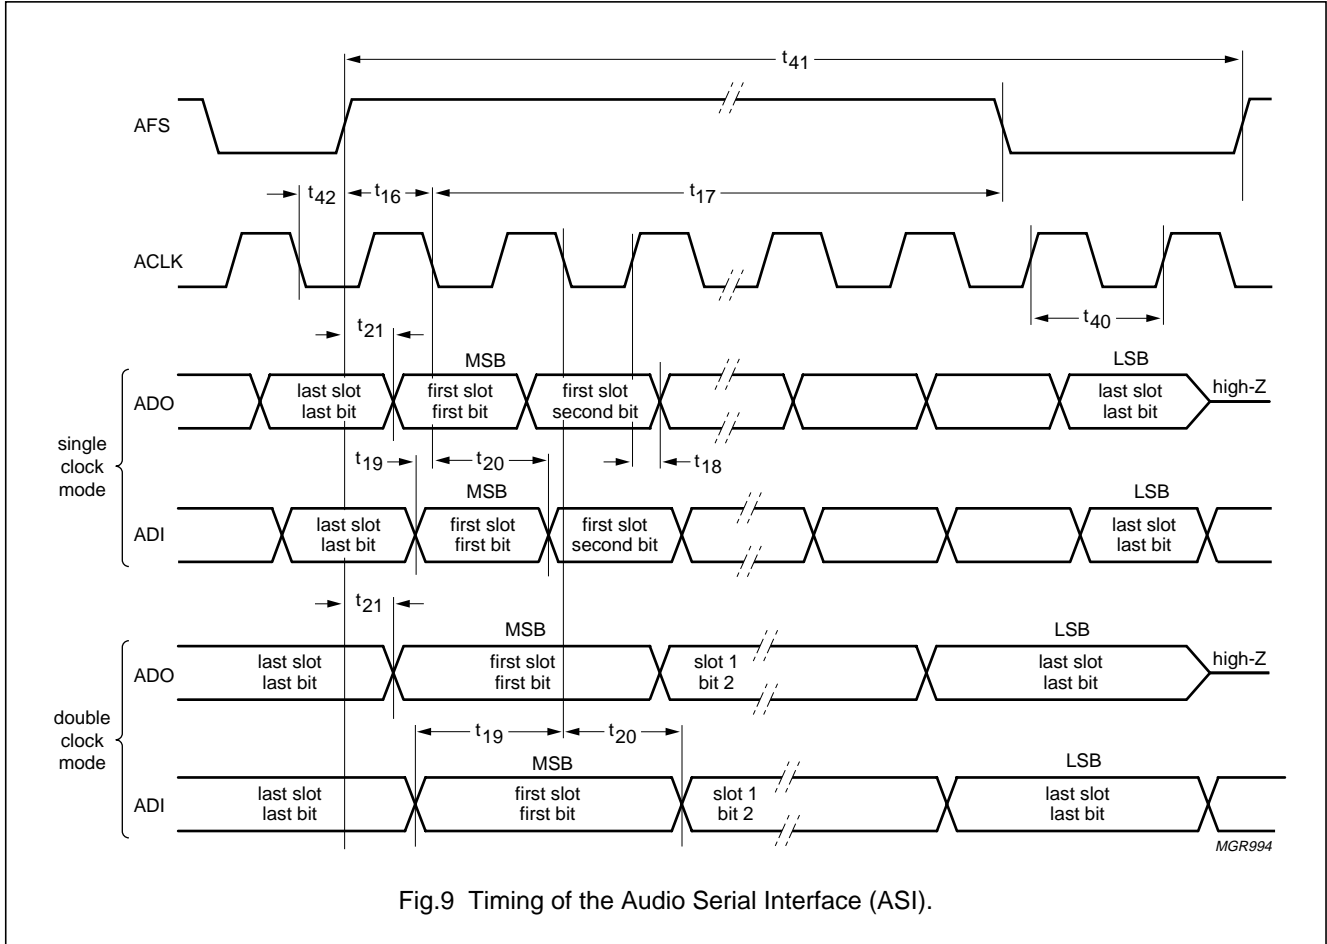 t41
AFS
t42 t16 t17
ACLK
t40
t21
MSB LSB
ADO last slot first slot first slot last slot high-Z
last bit first bit second bit last bit
single
clock
mode
t19 t20 t18
MSB LSB
ADI last slot first slot first slot last slot
last bit first bit second bit last bit
t21
MSB LSB
ADO last slot first slot slot 1 last slot high-Z
last bit first bit bit 2 last bit
double
clock
mode
t19 t20
MSB LSB
ADI last slot first slot slot 1 last slot
last bit first bit bit 2 last bit
MGR994
Fig.9 Timing of the Audio Serial Interface (ASI).